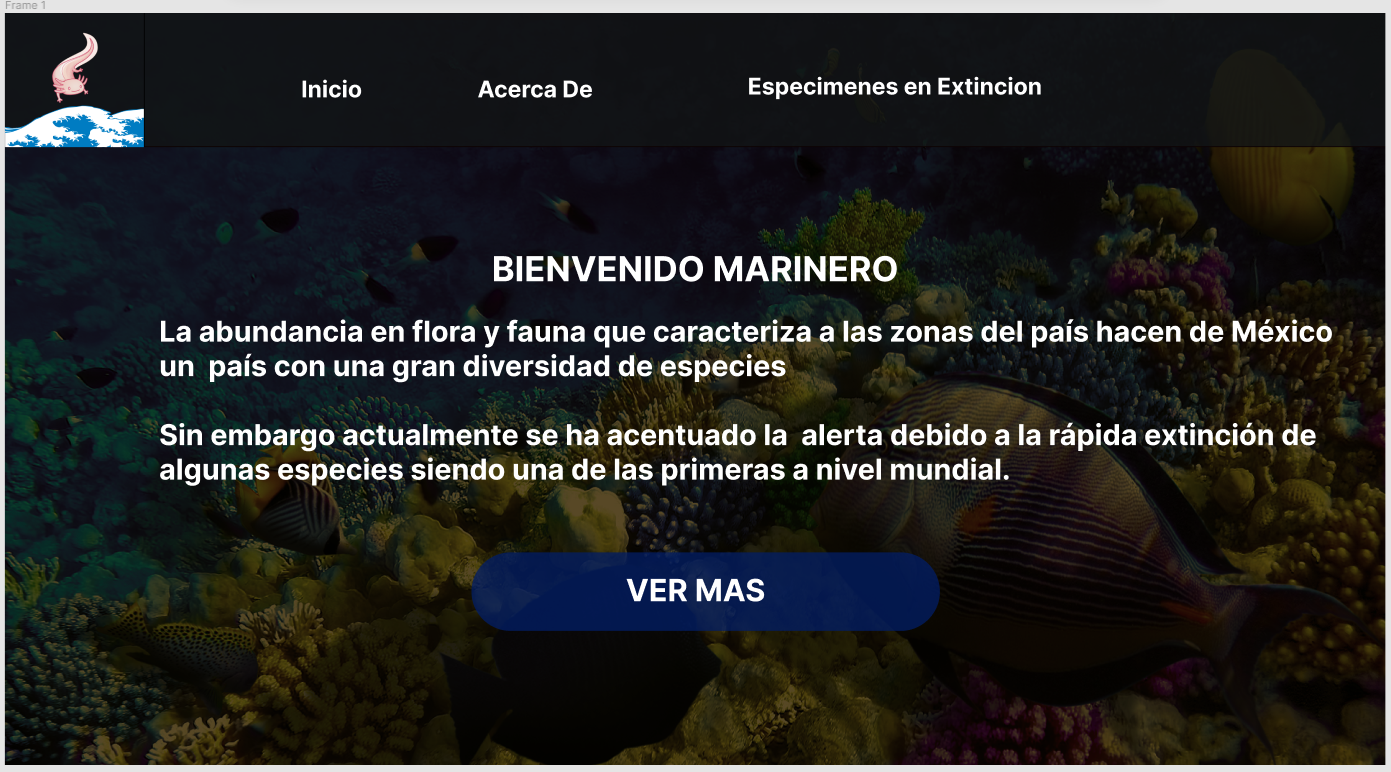 Frame 1
Inicio
Acerca De
Especimenes en Extincion
BIENVENIDO MARINERO
La abundancia en flora y fauna que caracteriza a las zonas del país hacen de México
un  país con una gran diversidad de especies
Sin embargo actualmente se ha acentuado la  alerta debido a la rápida extinción de
algunas especies siendo una de las primeras a nivel mundial.
VER MAS